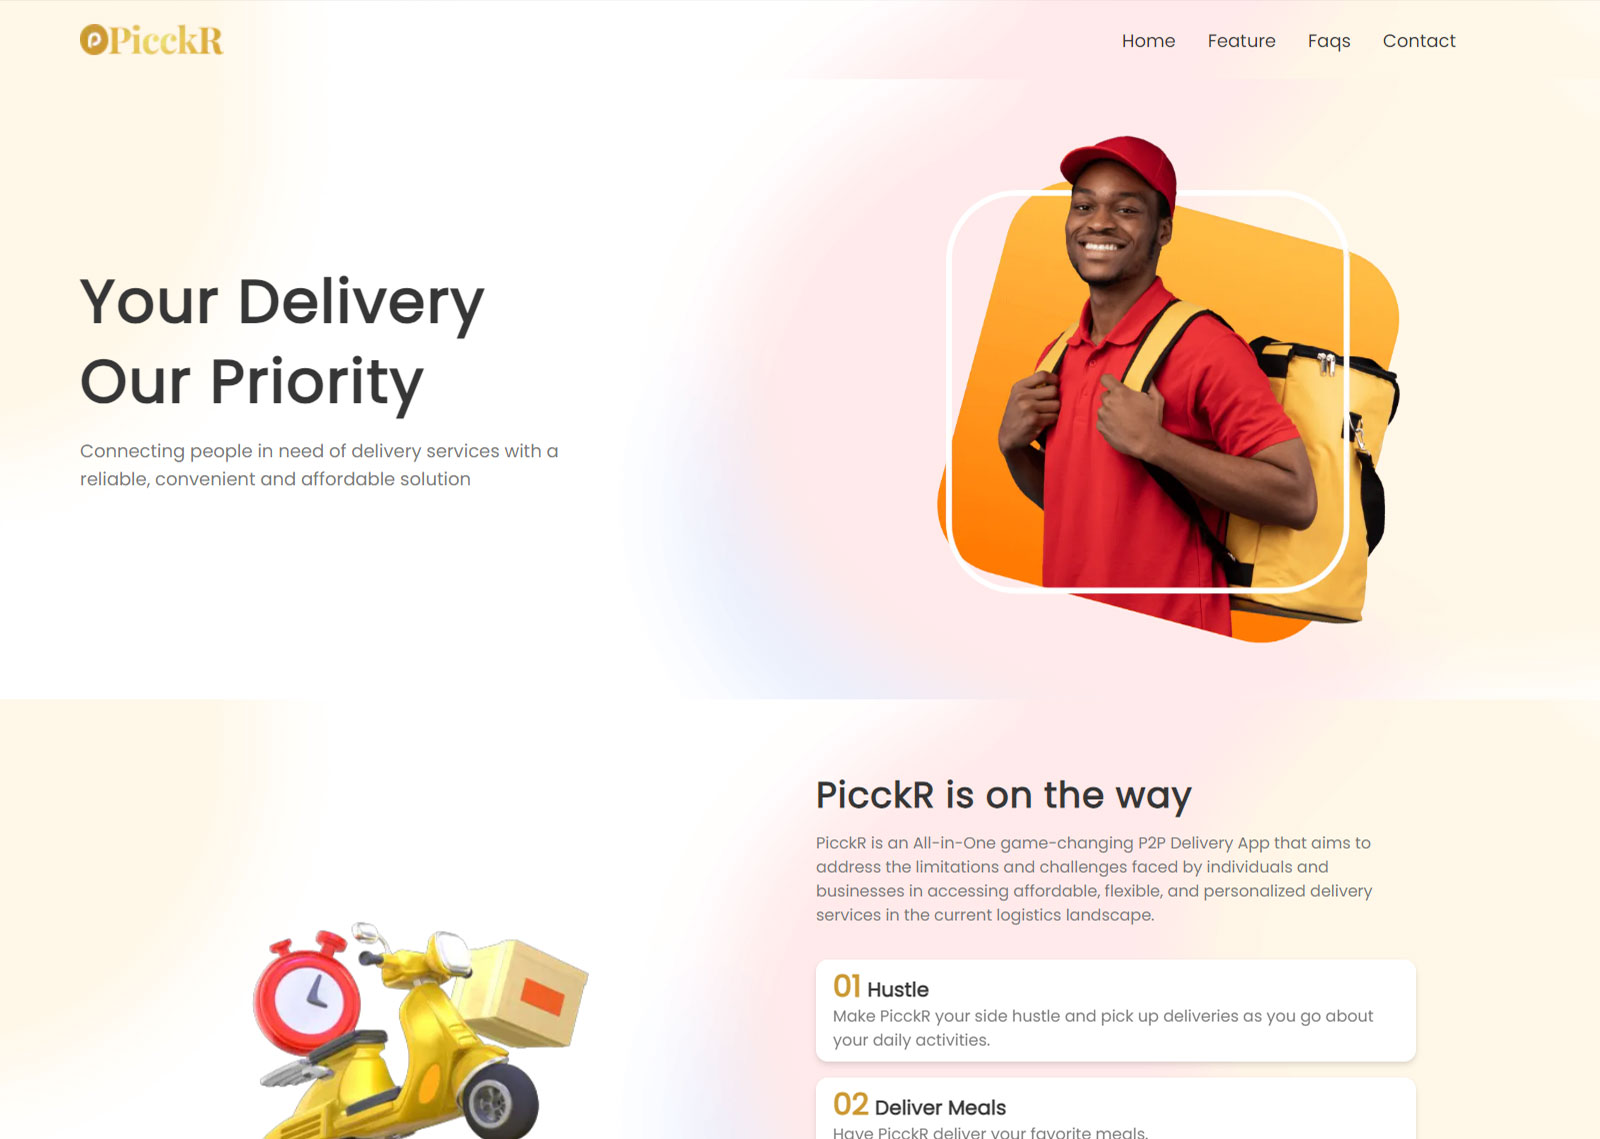 PicckR
Home Feature Faqs Contact
Your Delivery
Our Priority
Connecting people in need of delivery services with a
reliable, convenient and affordable solution
PicckR is on the way
PicckR is an All-in-One game-changing P2P Delivery App that aims to
address the limitations and challenges faced by individuals and
businesses in accessing affordable, flexible, and personalized delivery
services in the current logistics landscape.
01 Hustle
Make PicckR your side hustle and pick up deliveries as you go about
your daily activities.
02 Deliver Meals
Have PicckR deliver your favorite meals.